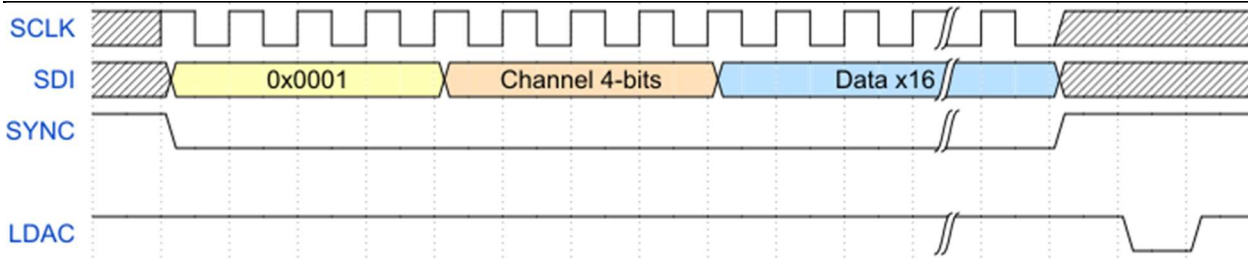 SCLK
SDI 0x0001 Channel 4-bits Data x16
SYNC
LDAC